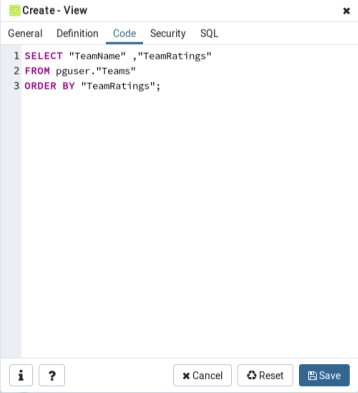 Create - View
General Definition Code Security SQL
1 SELECT "TeamName" ,"TeamRatings"
2 FROM pguser."Teams"
3 ORDER BY "TeamRatings";
i ? Cancel Reset Save